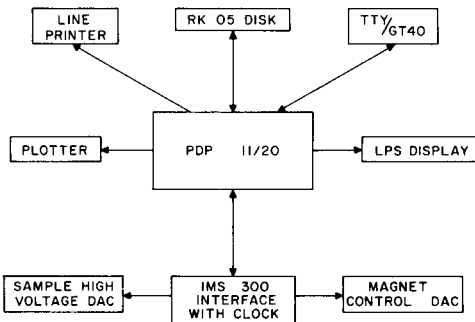 LINE
PRINTER
RK 05 DISK
TTY/GT40
PLOTTER
PDP 11/20
LPS DISPLAY
SAMPLE HIGH
VOLTAGE DAC
IMS 300
INTERFACE
WITH CLOCK
MAGNET
CONTROL DAC